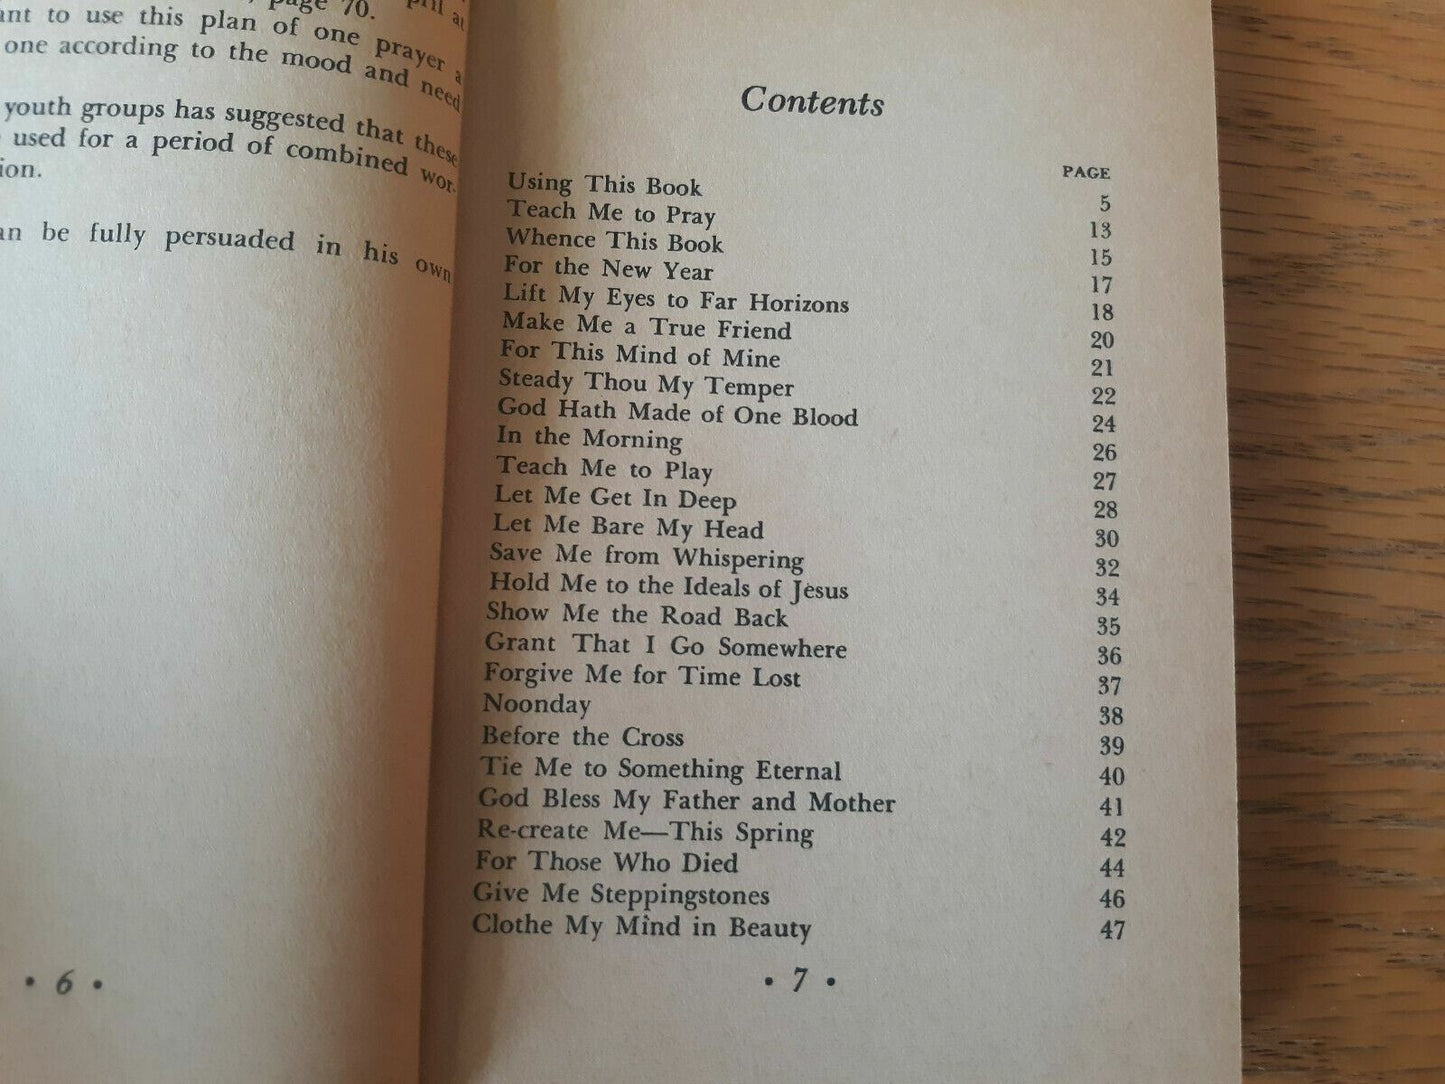 page 70.
pril at
ant to use this plan of one prayer a
one according to the mood and need
youth groups has suggested that these
used for a period of combined wor
ion.
an be fully persuaded in his own
• 6 •
Contents
PAGE
Using This Book 5
Teach Me to Pray 13
Whence This Book 15
For the New Year 17
Lift My Eyes to Far Horizons 18
Make Me a True Friend 20
For This Mind of Mine 21
Steady Thou My Temper 22
God Hath Made of One Blood 24
In the Morning 26
Teach Me to Play 27
Let Me Get In Deep 28
Let Me Bare My Head 30
Save Me from Whispering 32
Hold Me to the Ideals of Jesus 34
Show Me the Road Back 35
Grant That I Go Somewhere 36
Forgive Me for Time Lost 37
Noonday 38
Before the Cross 39
Tie Me to Something Eternal 40
God Bless My Father and Mother 41
Re-create Me—This Spring 42
For Those Who Died 44
Give Me Steppingstones 46
Clothe My Mind in Beauty 47
• 7 •